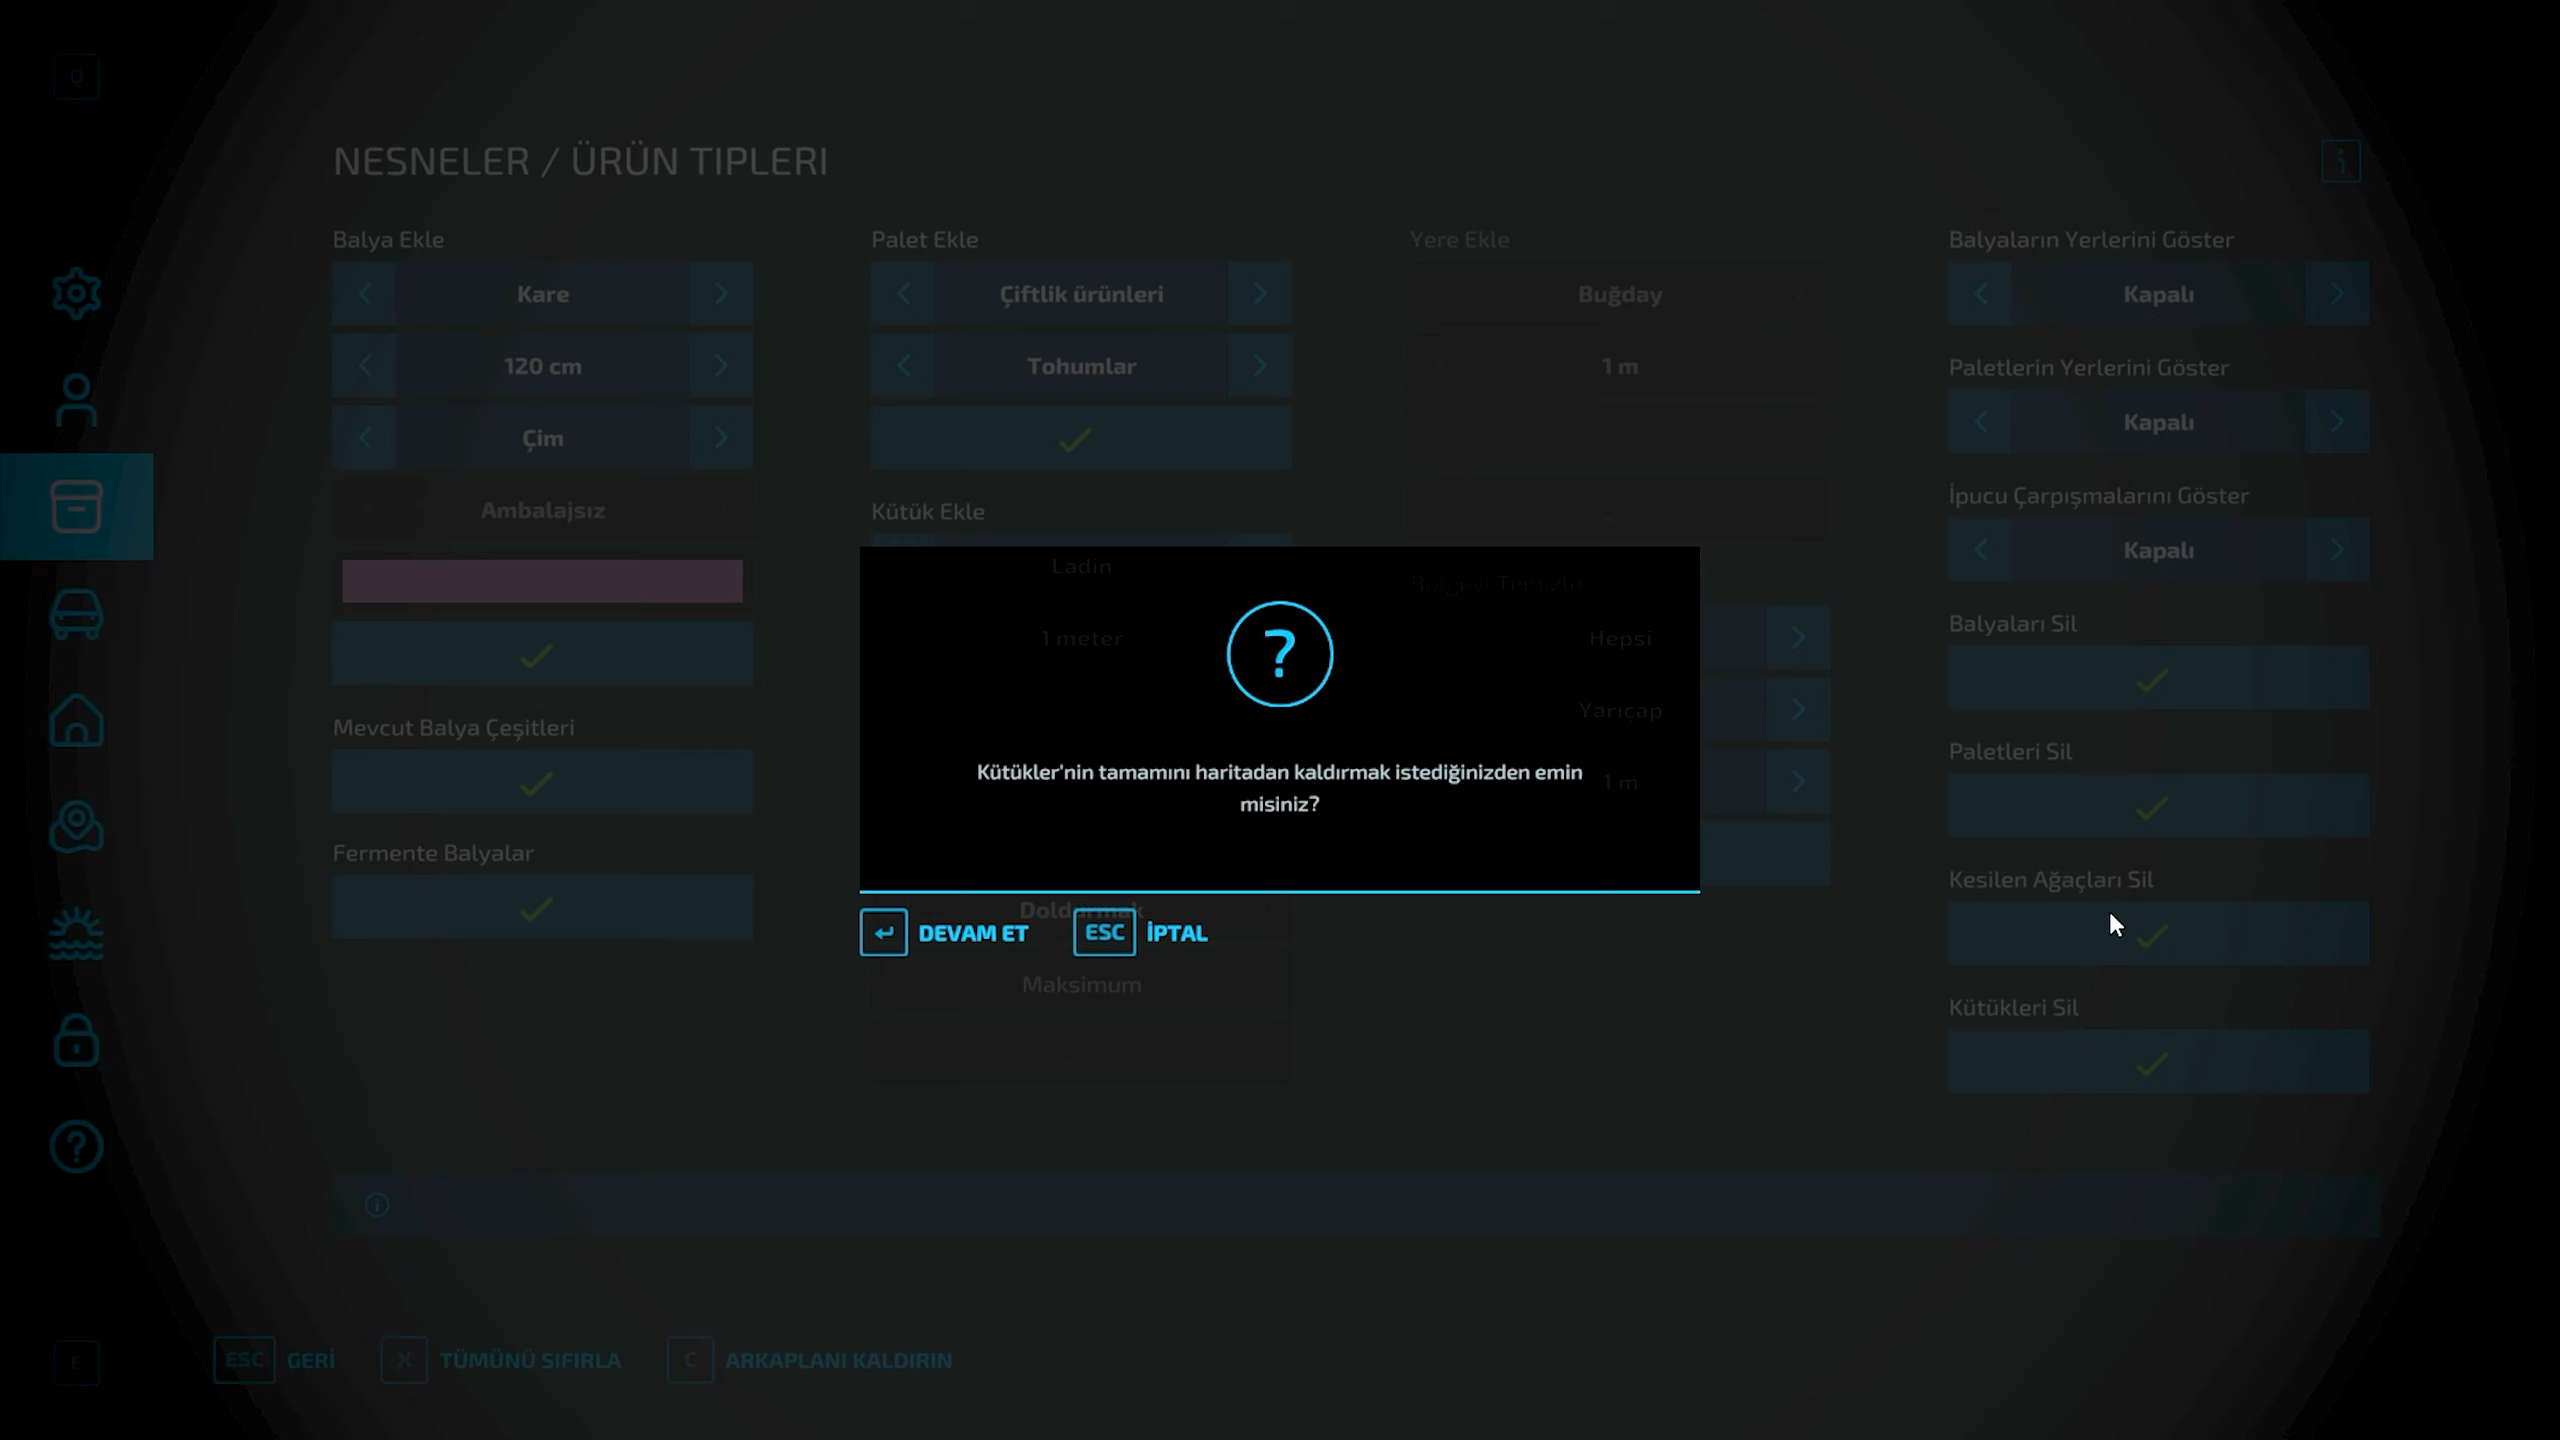 Q
NESNELER / ÜRÜN TIPLERI
Balya Ekle
Kare
120 cm
Çim
Ambalajsız
Mevcut Balya Çeşitleri
Fermente Balyalar
Palet Ekle
Çiftlik ürünleri
Tohumlar
Kütük Ekle
Ladin
1 meter
Yere Ekle
Buğday
1 m
Bölgeyi Temizle
Hepsi
Yarıçap
1 m
?
Kütükler'nin tamamını haritadan kaldırmak istediğinizden emin
misiniz?
DEVAM ET
ESC İPTAL
Doldurmak
Maksimum
Balyaların Yerlerini Göster
Kapalı
Paletlerin Yerlerini Göster
Kapalı
İpucu Çarpışmalarını Göster
Kapalı
Balyaları Sil
Paletleri Sil
Kesilen Ağaçları Sil
Kütükleri Sil
E
ESC GERİ X TÜMÜNÜ SIFIRLA C ARKAPLANI KALDIRIN